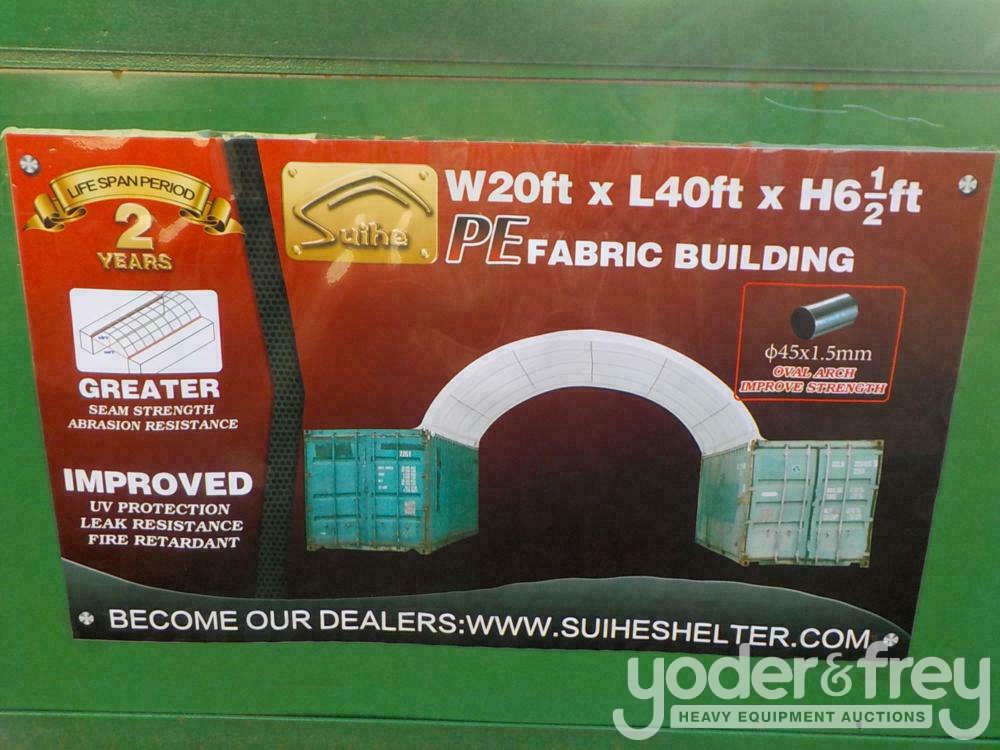 LIFE SPAN PERIOD
2
YEARS
GREATER
SEAM STRENGTH
ABRASION RESISTANCE
IMPROVED
UV PROTECTION
LEAK RESISTANCE
FIRE RETARDANT
Suihe
W20ft x L40ft x H6½ft
PE FABRIC BUILDING
ϕ45x1.5mm
OVAL ARCH
IMPROVE STRENGTH
BECOME OUR DEALERS:WWW.SUIHESHELTER.COM
yoder&frey
HEAVY EQUIPMENT AUCTIONS